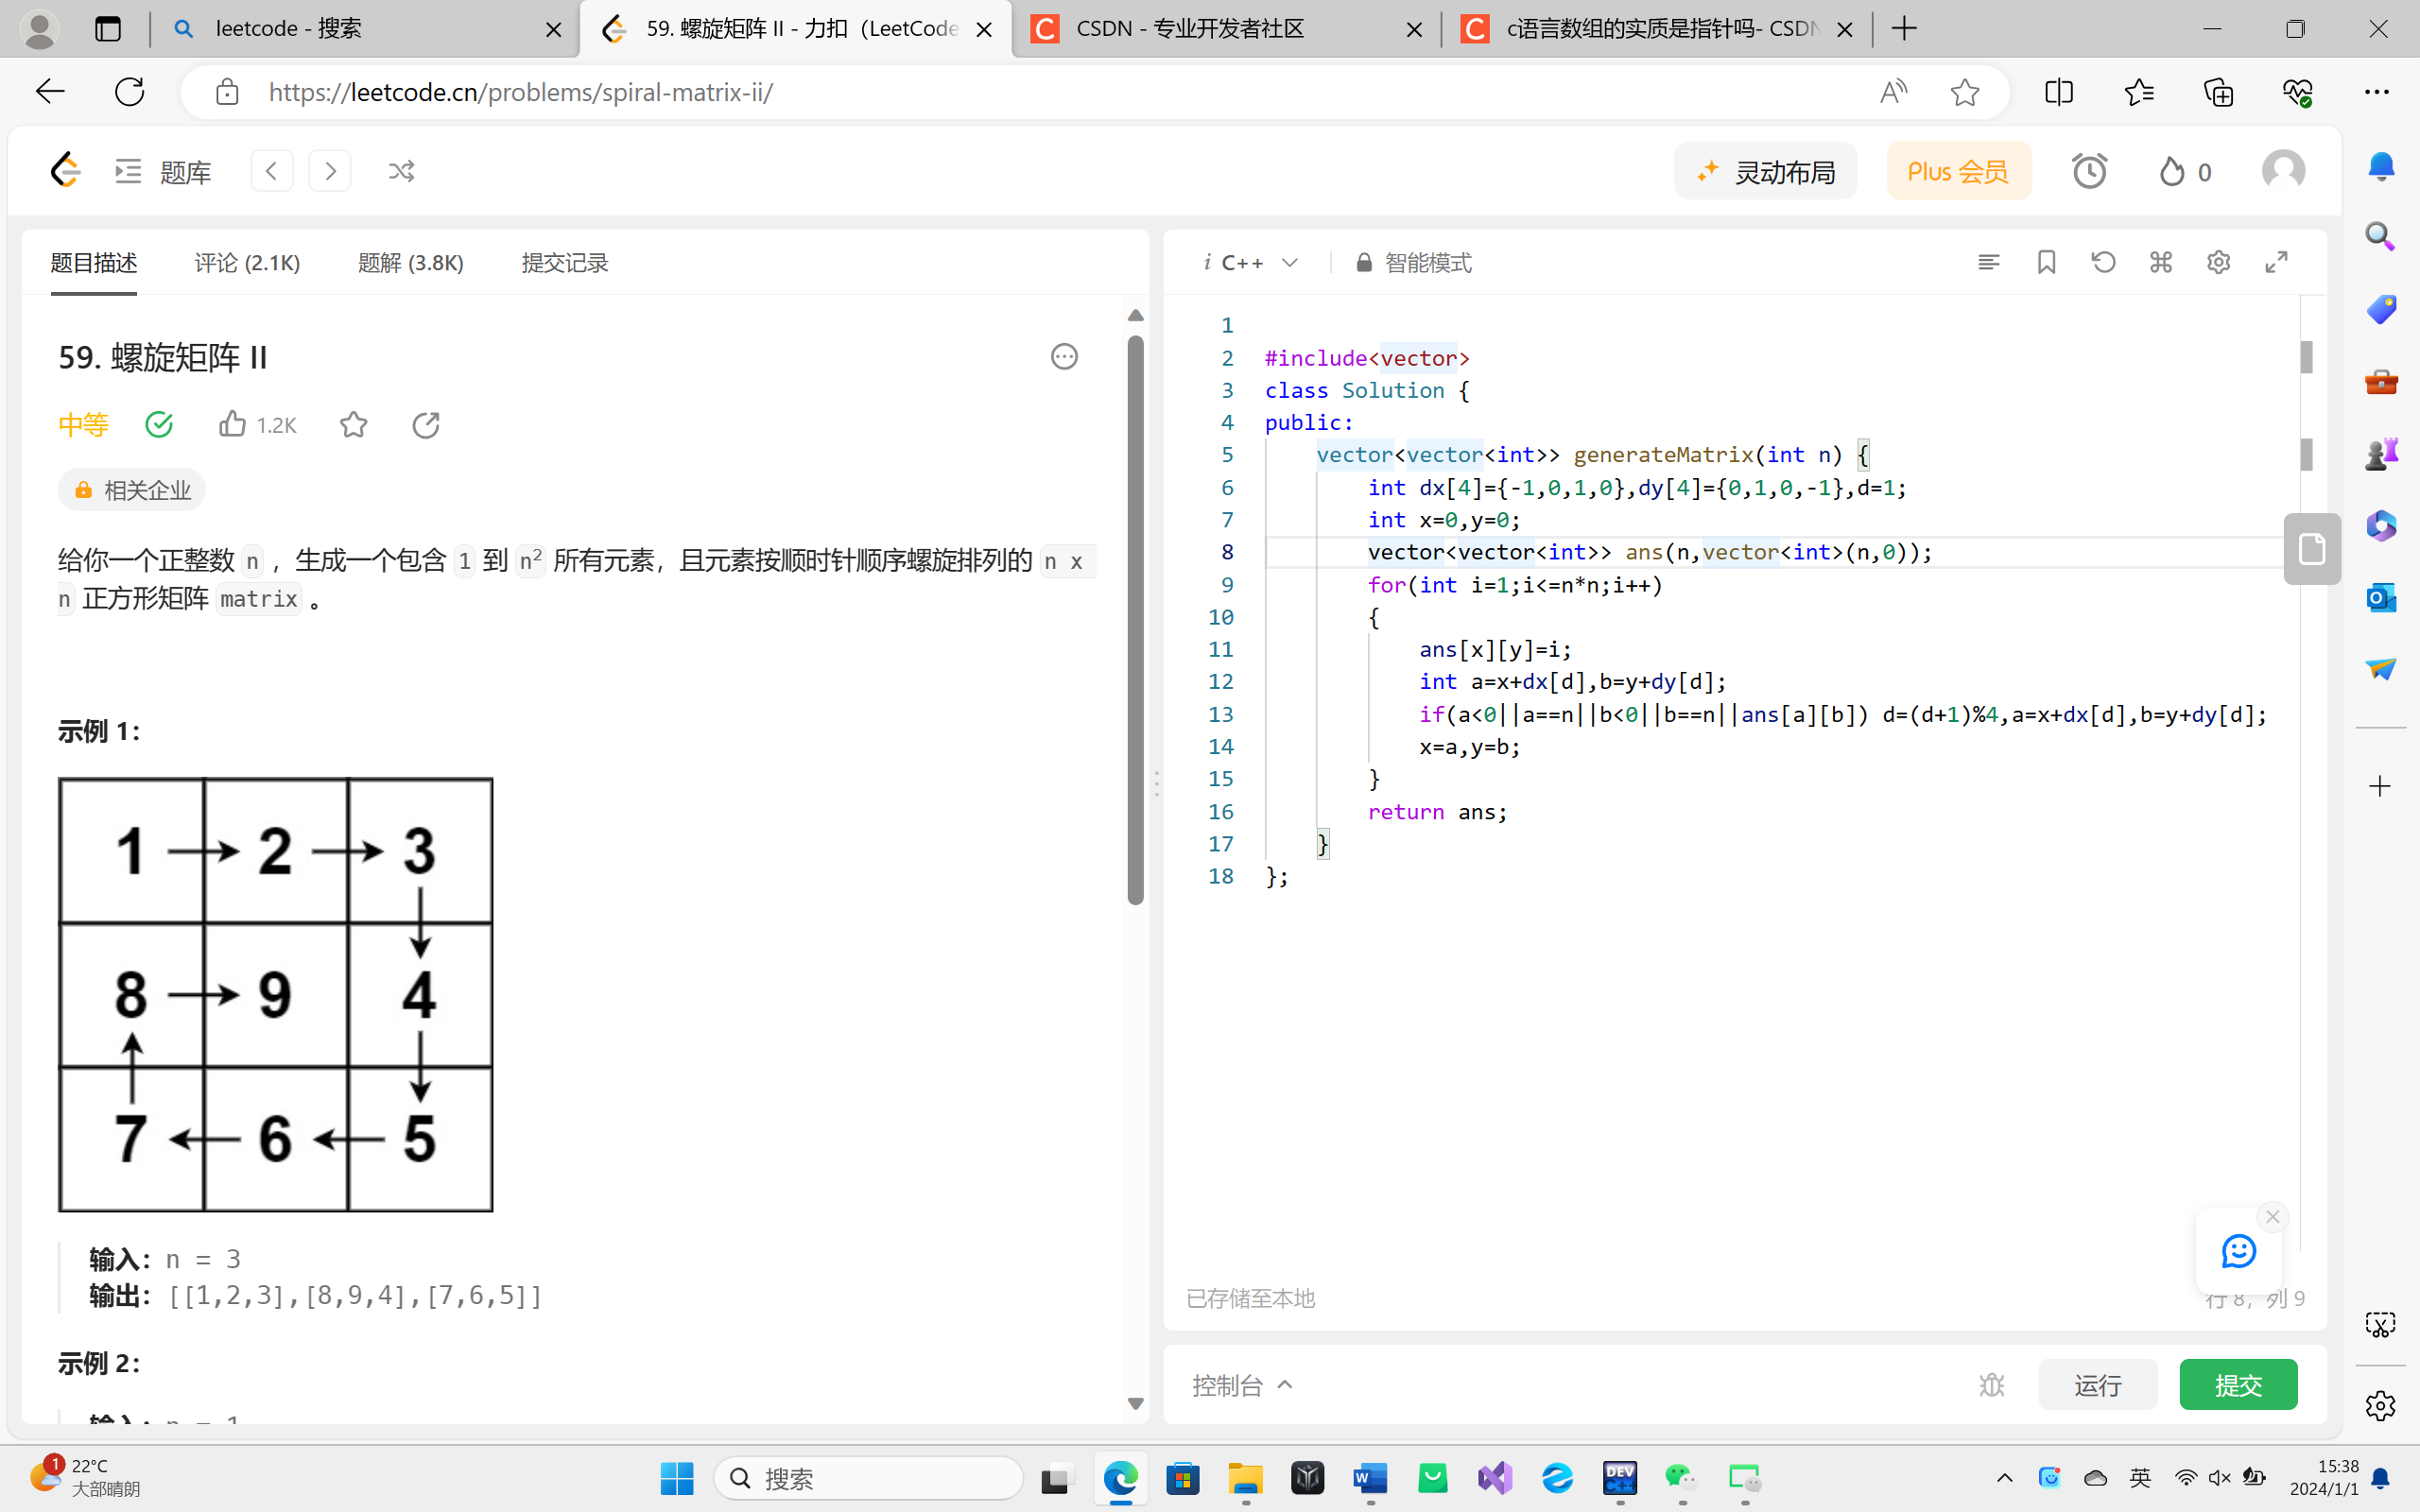 leetcode - 搜索
59. 螺旋矩阵 II - 力扣（LeetCode
CSDN - 专业开发者社区
c语言数组的实质是指针吗- CSDN
https://leetcode.cn/problems/spiral-matrix-ii/
题库
灵动布局
Plus 会员
0
题目描述
评论 (2.1K)
题解 (3.8K)
提交记录
59. 螺旋矩阵 II
中等
1.2K
相关企业
给你一个正整数 n ，生成一个包含 1 到 n² 所有元素，且元素按顺时针顺序螺旋排列的 n x
n 正方形矩阵 matrix 。
示例 1：
1 2 3
8 9 4
7 6 5
输入：n = 3
输出：[[1,2,3],[8,9,4],[7,6,5]]
示例 2：
输入：n = 1
i C++
智能模式
1
2 #include<vector>
3 class Solution {
4 public:
5 vector<vector<int>> generateMatrix(int n) {
6 int dx[4]={-1,0,1,0},dy[4]={0,1,0,-1},d=1;
7 int x=0,y=0;
8 vector<vector<int>> ans(n,vector<int>(n,0));
9 for(int i=1;i<=n*n;i++)
10 {
11 ans[x][y]=i;
12 int a=x+dx[d],b=y+dy[d];
13 if(a<0||a==n||b<0||b==n||ans[a][b]) d=(d+1)%4,a=x+dx[d],b=y+dy[d];
14 x=a,y=b;
15 }
16 return ans;
17 }
18 };
已存储至本地
行 8，列 9
控制台
运行
提交
1
22°C
大部晴朗
搜索
DEV
C++
英
15:38
2024/1/1